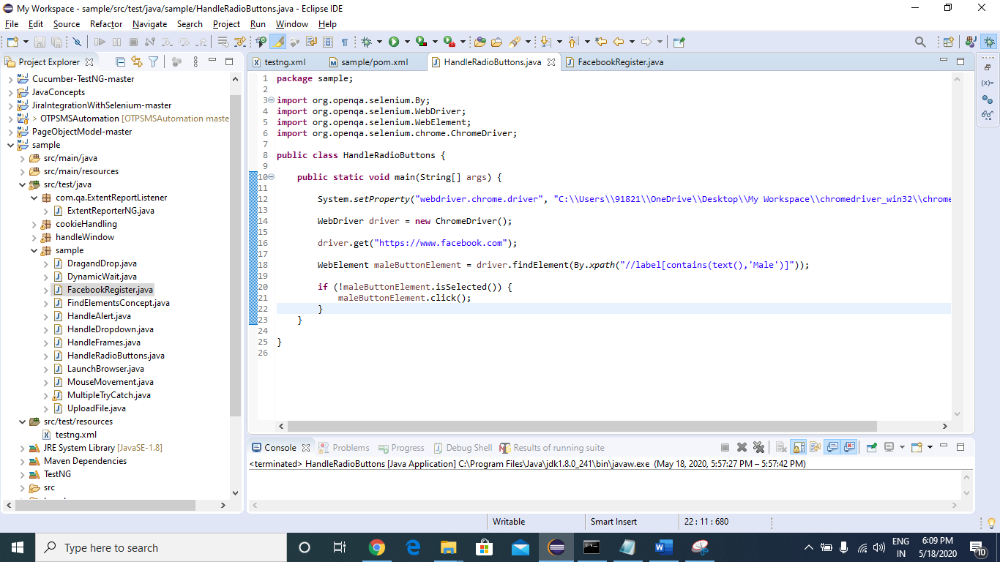 My Workspace - sample/src/test/java/sample/HandleRadioButtons.java - Eclipse IDE
File Edit Source Refactor Navigate Search Project Run Window Help
Project Explorer
Cucumber-TestNG-master
JavaConcepts
JiraIntegrationWithSelenium-master
> OTPSMSAutomation [OTPSMSAutomation maste
PageObjectModel-master
sample
src/main/java
src/main/resources
src/test/java
com.qa.ExtentReportListener
ExtentReporterNG.java
cookieHandling
handleWindow
sample
DragandDrop.java
DynamicWait.java
FacebookRegister.java
FindElementsConcept.java
HandleAlert.java
HandleDropdown.java
HandleFrames.java
HandleRadioButtons.java
LaunchBrowser.java
MouseMovement.java
MultipleTryCatch.java
UploadFile.java
src/test/resources
testng.xml
JRE System Library [JavaSE-1.8]
Maven Dependencies
TestNG
src
testng.xml sample/pom.xml HandleRadioButtons.java FacebookRegister.java
1 package sample;
2
3 import org.openqa.selenium.By;
4 import org.openqa.selenium.WebDriver;
5 import org.openqa.selenium.WebElement;
6 import org.openqa.selenium.chrome.ChromeDriver;
7
8 public class HandleRadioButtons {
9
10 public static void main(String[] args) {
11
12 System.setProperty("webdriver.chrome.driver", "C:\\Users\\91821\\OneDrive\\Desktop\\My Workspace\\chromedriver_win32\\chrome
13
14 WebDriver driver = new ChromeDriver();
15
16 driver.get("https://www.facebook.com");
17
18 WebElement maleButtonElement = driver.findElement(By.xpath("//label[contains(text(),'Male')]"));
19
20 if (!maleButtonElement.isSelected()) {
21 maleButtonElement.click();
22 }
23 }
24
25 }
26
(x)=
Console Problems Progress Debug Shell Results of running suite
<terminated> HandleRadioButtons [Java Application] C:\Program Files\Java\jdk1.8.0_241\bin\javaw.exe (May 18, 2020, 5:57:27 PM – 5:57:42 PM)
Writable Smart Insert 22 : 11 : 680
Type here to search
ENG
IN
6:09 PM
5/18/2020
10